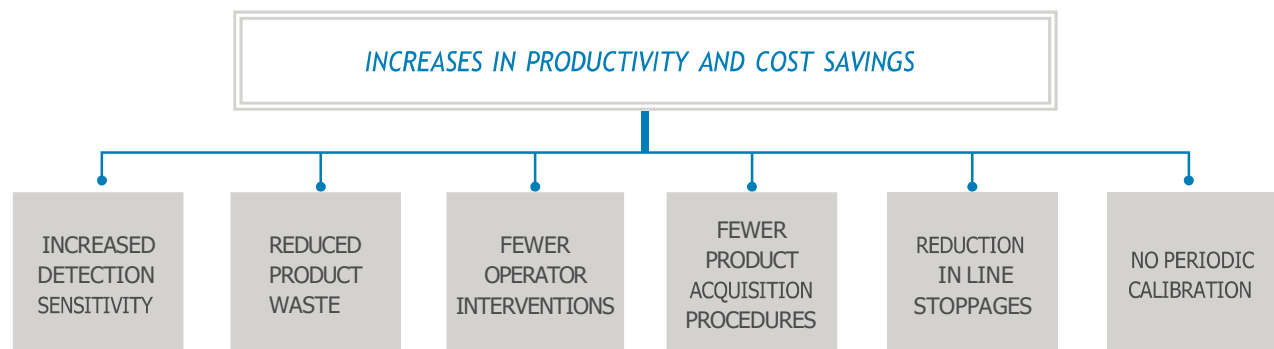 INCREASES IN PRODUCTIVITY AND COST SAVINGS
INCREASED
DETECTION
SENSITIVITY
REDUCED
PRODUCT
WASTE
FEWER
OPERATOR
INTERVENTIONS
FEWER
PRODUCT
ACQUISITION
PROCEDURES
REDUCTION
IN LINE
STOPPAGES
NO PERIODIC
CALIBRATION